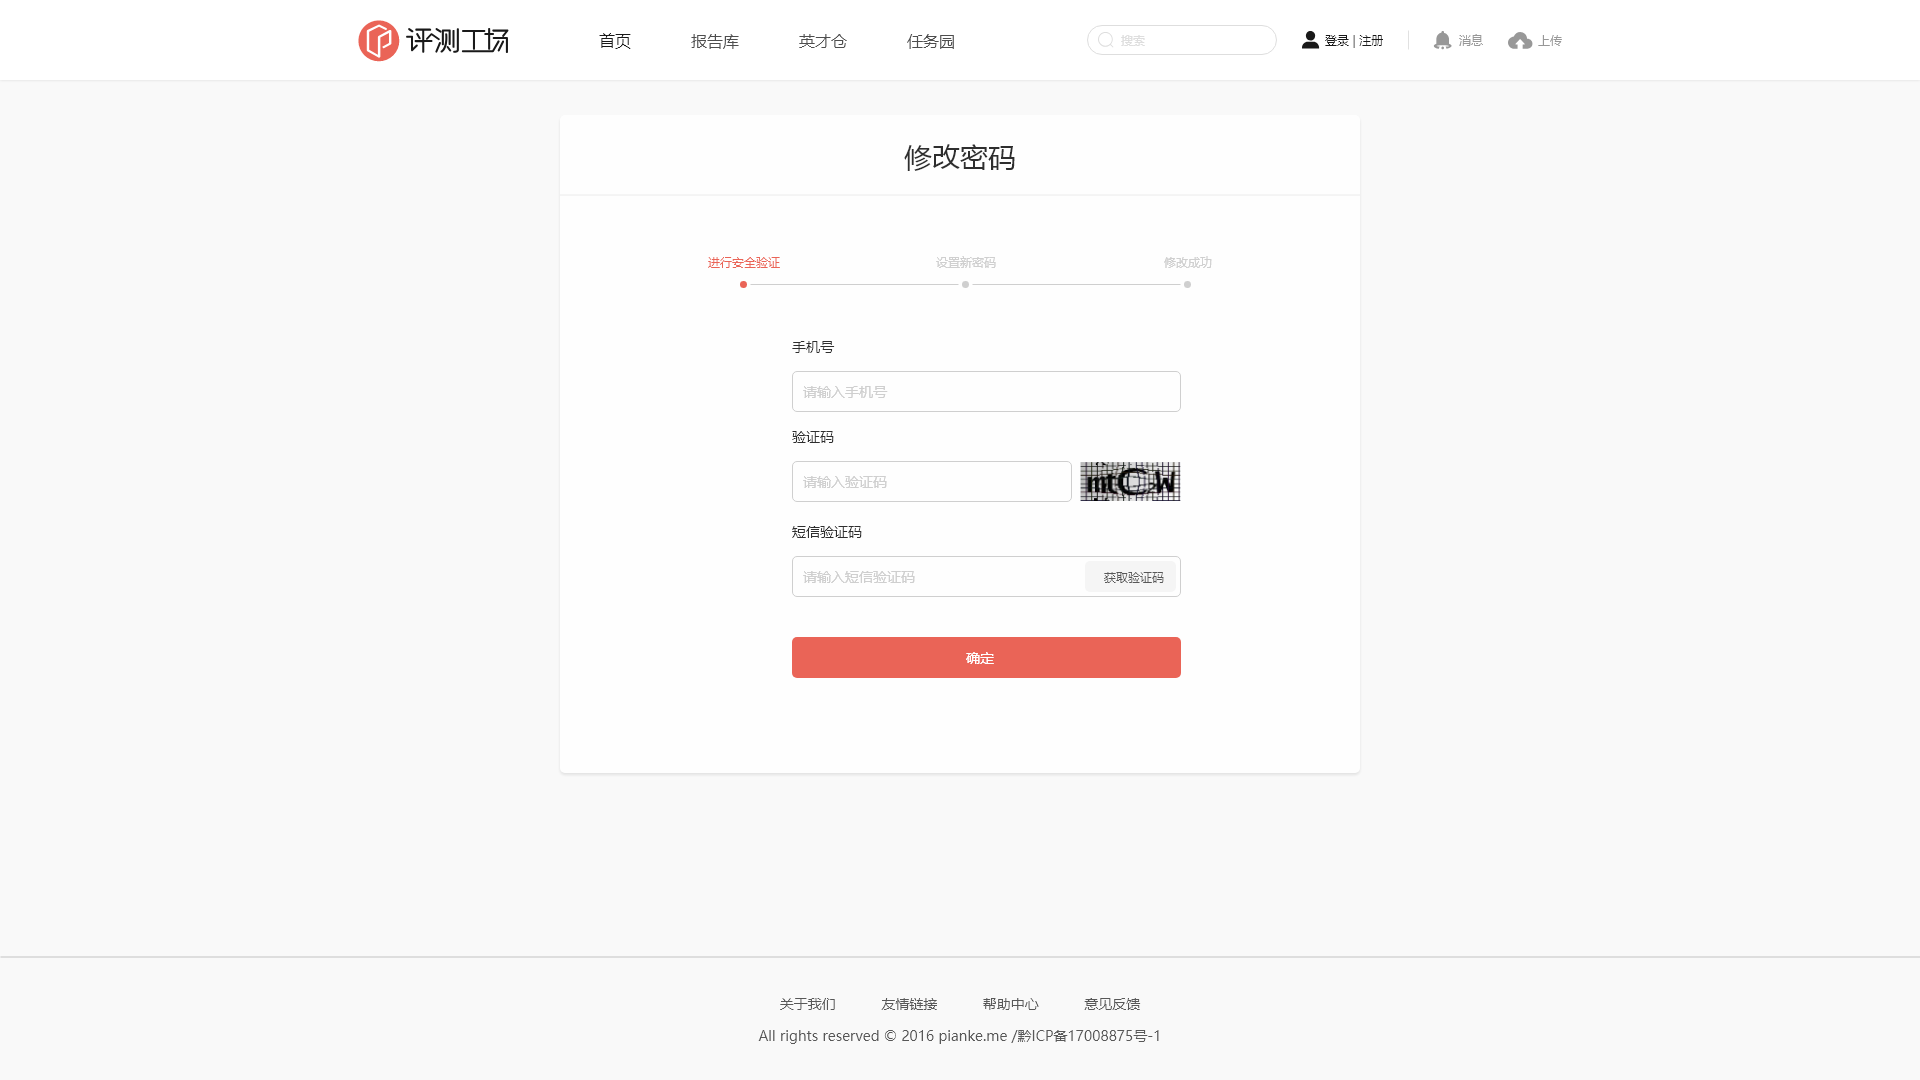 评测工场
首页 报告库 英才仓 任务园 搜索 登录 | 注册 消息 上传
修改密码
进行安全验证 设置新密码 修改成功
手机号
请输入手机号
验证码
请输入验证码 mtCW
短信验证码
请输入短信验证码 获取验证码
确定
关于我们 友情链接 帮助中心 意见反馈
All rights reserved © 2016 pianke.me /黔ICP备17008875号-1